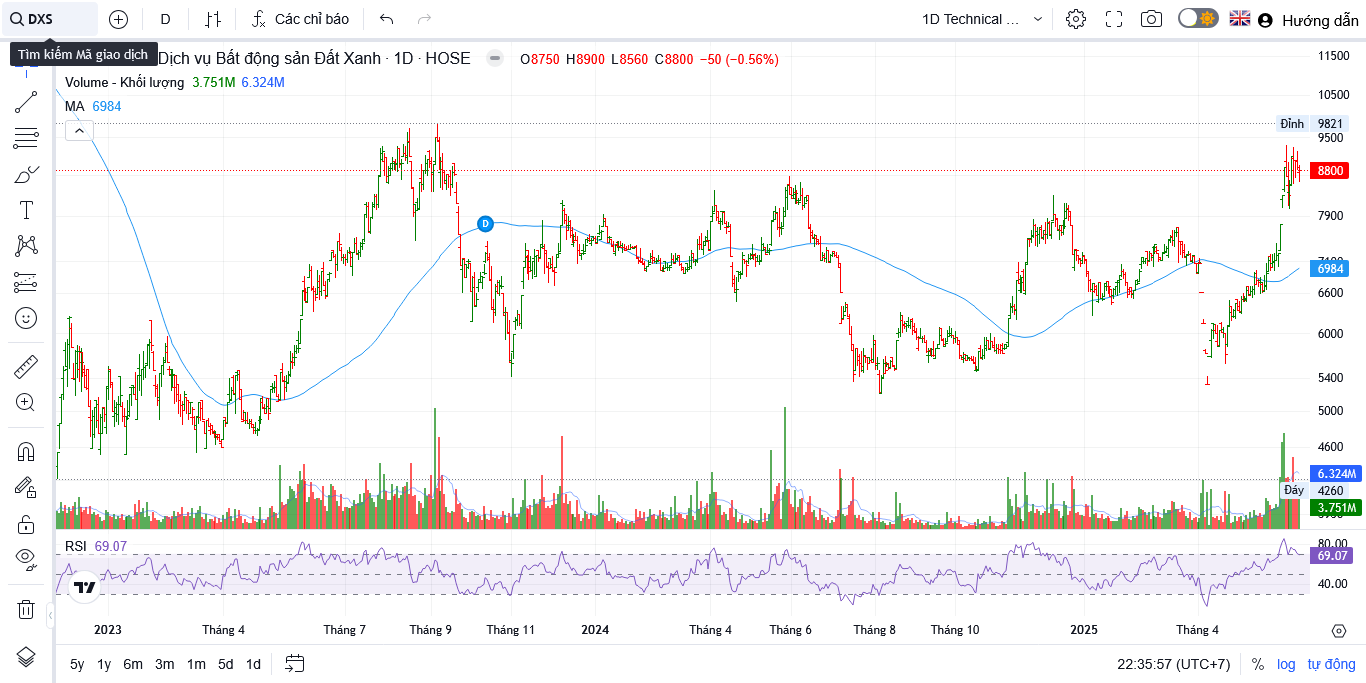 DXS D Các chỉ báo 1D Technical ... Hướng dẫn
Tìm kiếm Mã giao dịch
Dịch vụ Bất động sản Đất Xanh · 1D · HOSE O8750 H8900 L8560 C8800 −50 (−0.56%)
Volume - Khối lượng 3.751M 6.324M
MA 6984
11500
10500
Đỉnh 9821
9500
8800
D
7900
6984
6600
6000
5400
5000
4600
6.324M
Đáy 4260
3.751M
RSI 69.07
80.00
69.07
40.00
2023 Tháng 4 Tháng 7 Tháng 9 Tháng 11 2024 Tháng 4 Tháng 6 Tháng 8 Tháng 10 2025 Tháng 4
5y 1y 6m 3m 1m 5d 1d 22:35:57 (UTC+7) % log tự động